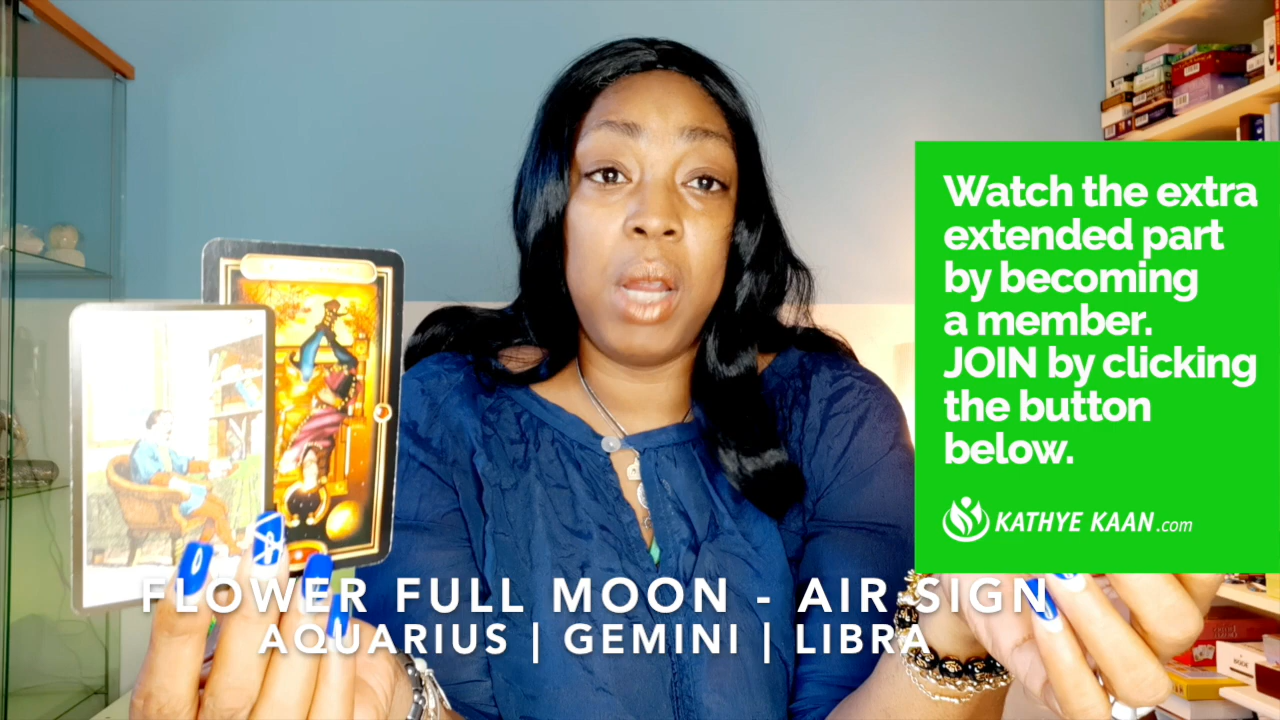 Watch the extra
extended part
by becoming
a member.
JOIN by clicking
the button
below.
KATHYE KAAN.com
FLOWER FULL MOON - AIR SIGN
AQUARIUS | GEMINI | LIBRA